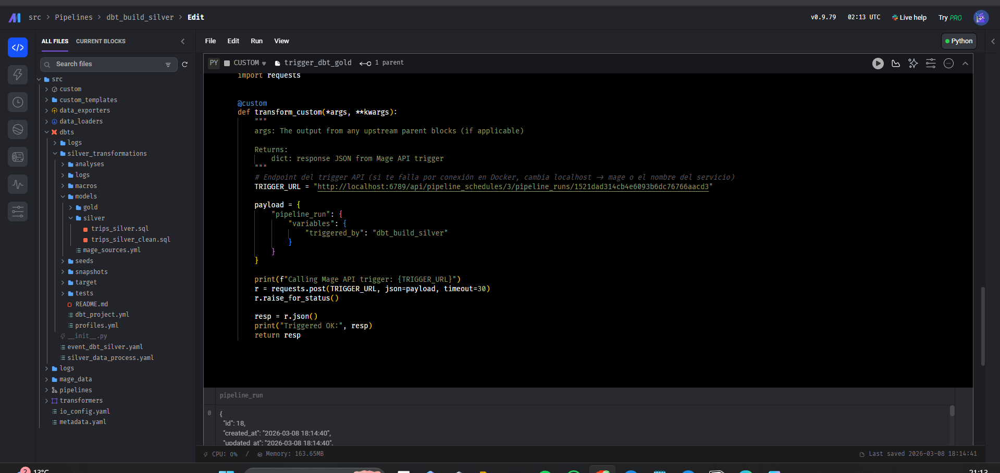 src > Pipelines > dbt_build_silver > Edit
v0.9.79 02:13 UTC Live help Try PRO
ALL FILES CURRENT BLOCKS
Search files
src
custom
custom_templates
data_exporters
data_loaders
dbts
logs
silver_transformations
analyses
logs
macros
models
gold
silver
trips_silver.sql
trips_silver_clean.sql
mage_sources.yml
seeds
snapshots
target
tests
README.md
dbt_project.yml
profiles.yml
__init__.py
event_dbt_silver.yaml
silver_data_process.yaml
logs
mage_data
pipelines
transformers
io_config.yaml
metadata.yaml
File Edit Run View
Python
PY CUSTOM trigger_dbt_gold 1 parent
import requests
@custom
def transform_custom(*args, **kwargs):
"""
args: The output from any upstream parent blocks (if applicable)
Returns:
dict: response JSON from Mage API trigger
"""
# Endpoint del trigger API (si te falla por conexión en Docker, cambia localhost -> mage o el nombre del servicio)
TRIGGER_URL = "http://localhost:6789/api/pipeline_schedules/3/pipeline_runs/1521dad314cb4e6093b6dc76766aacd3"
payload = {
"pipeline_run": {
"variables": {
"triggered_by": "dbt_build_silver"
}
}
}
print(f"Calling Mage API trigger: {TRIGGER_URL}")
r = requests.post(TRIGGER_URL, json=payload, timeout=30)
r.raise_for_status()
resp = r.json()
print("Triggered OK:", resp)
return resp
pipeline_run
0 {
"id": 18,
"created_at": "2026-03-08 18:14:40",
"updated_at": "2026-03-08 18:14:40",
CPU: 0% / Memory: 163.65MB
Last saved 2026-03-08 18:14:41
2 13°C
21:13